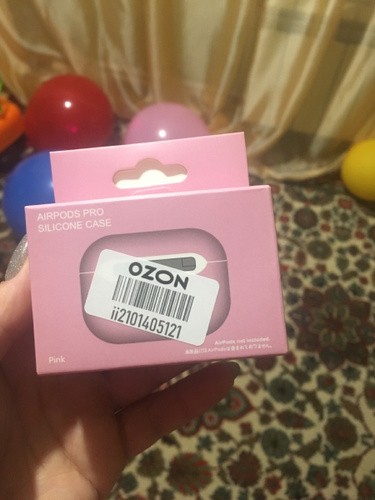 AIRPODS PRO
SILICONE CASE
OZON
ii2101405121
AirPods not included.
Pink